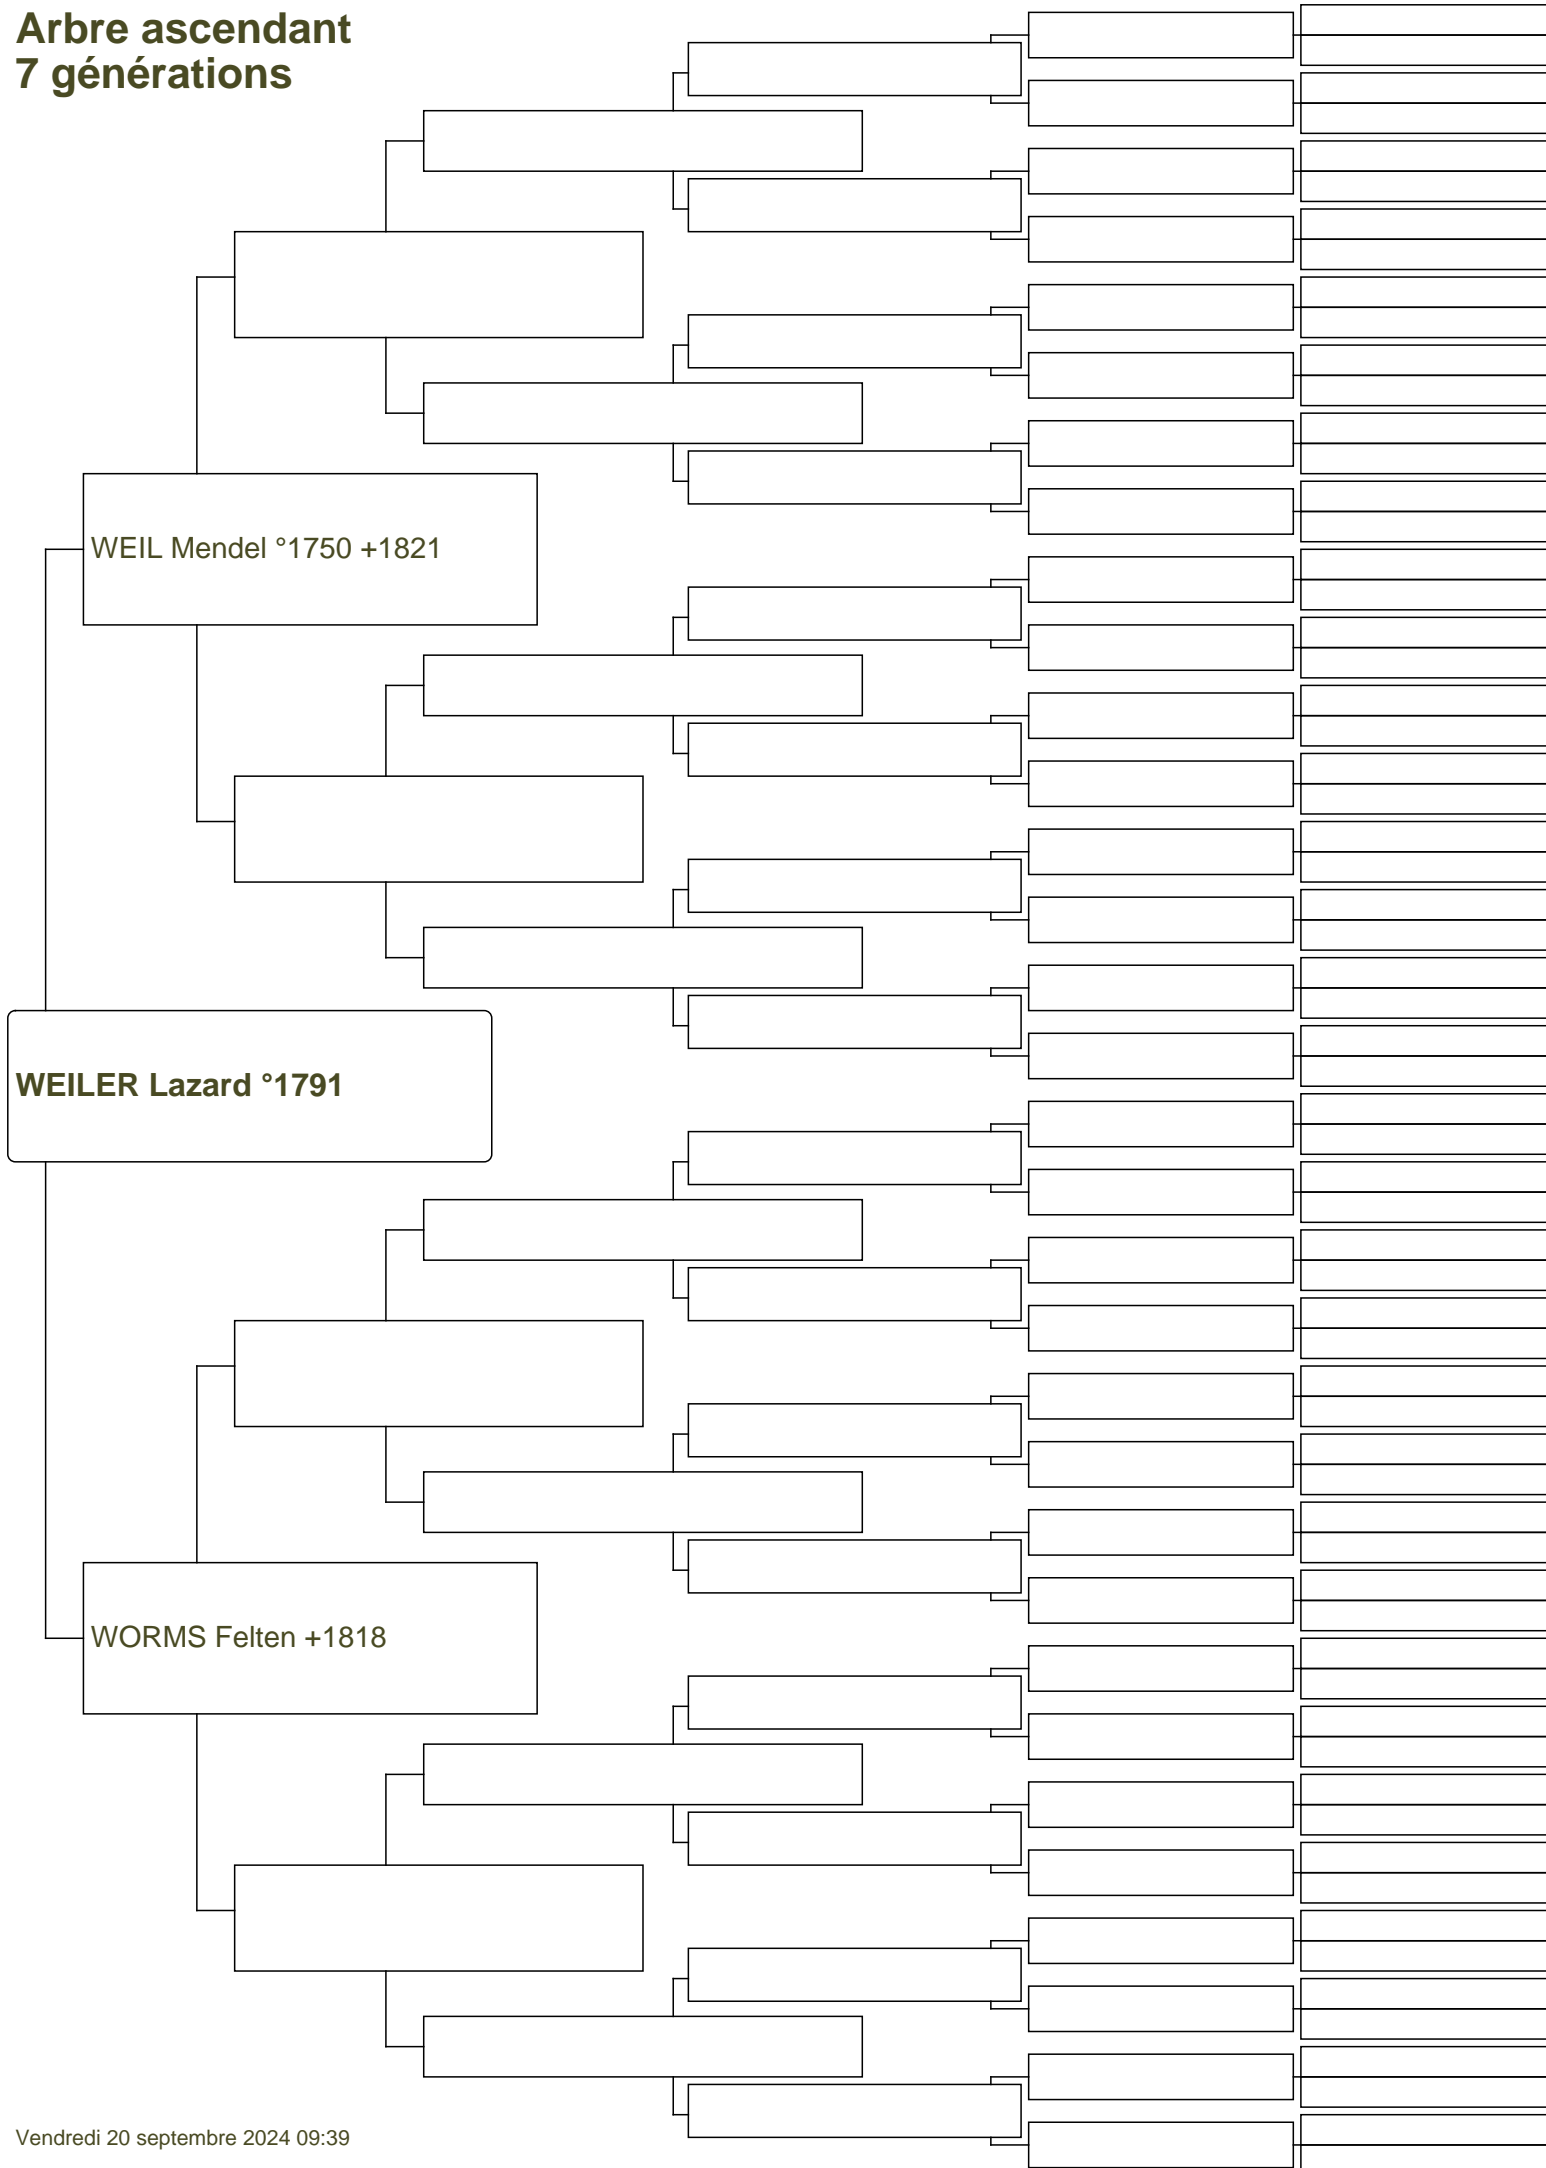 Arbre ascendant
7 générations
WEIL Mendel °1750 +1821
WEILER Lazard °1791
WORMS Felten +1818
Vendredi 20 septembre 2024 09:39